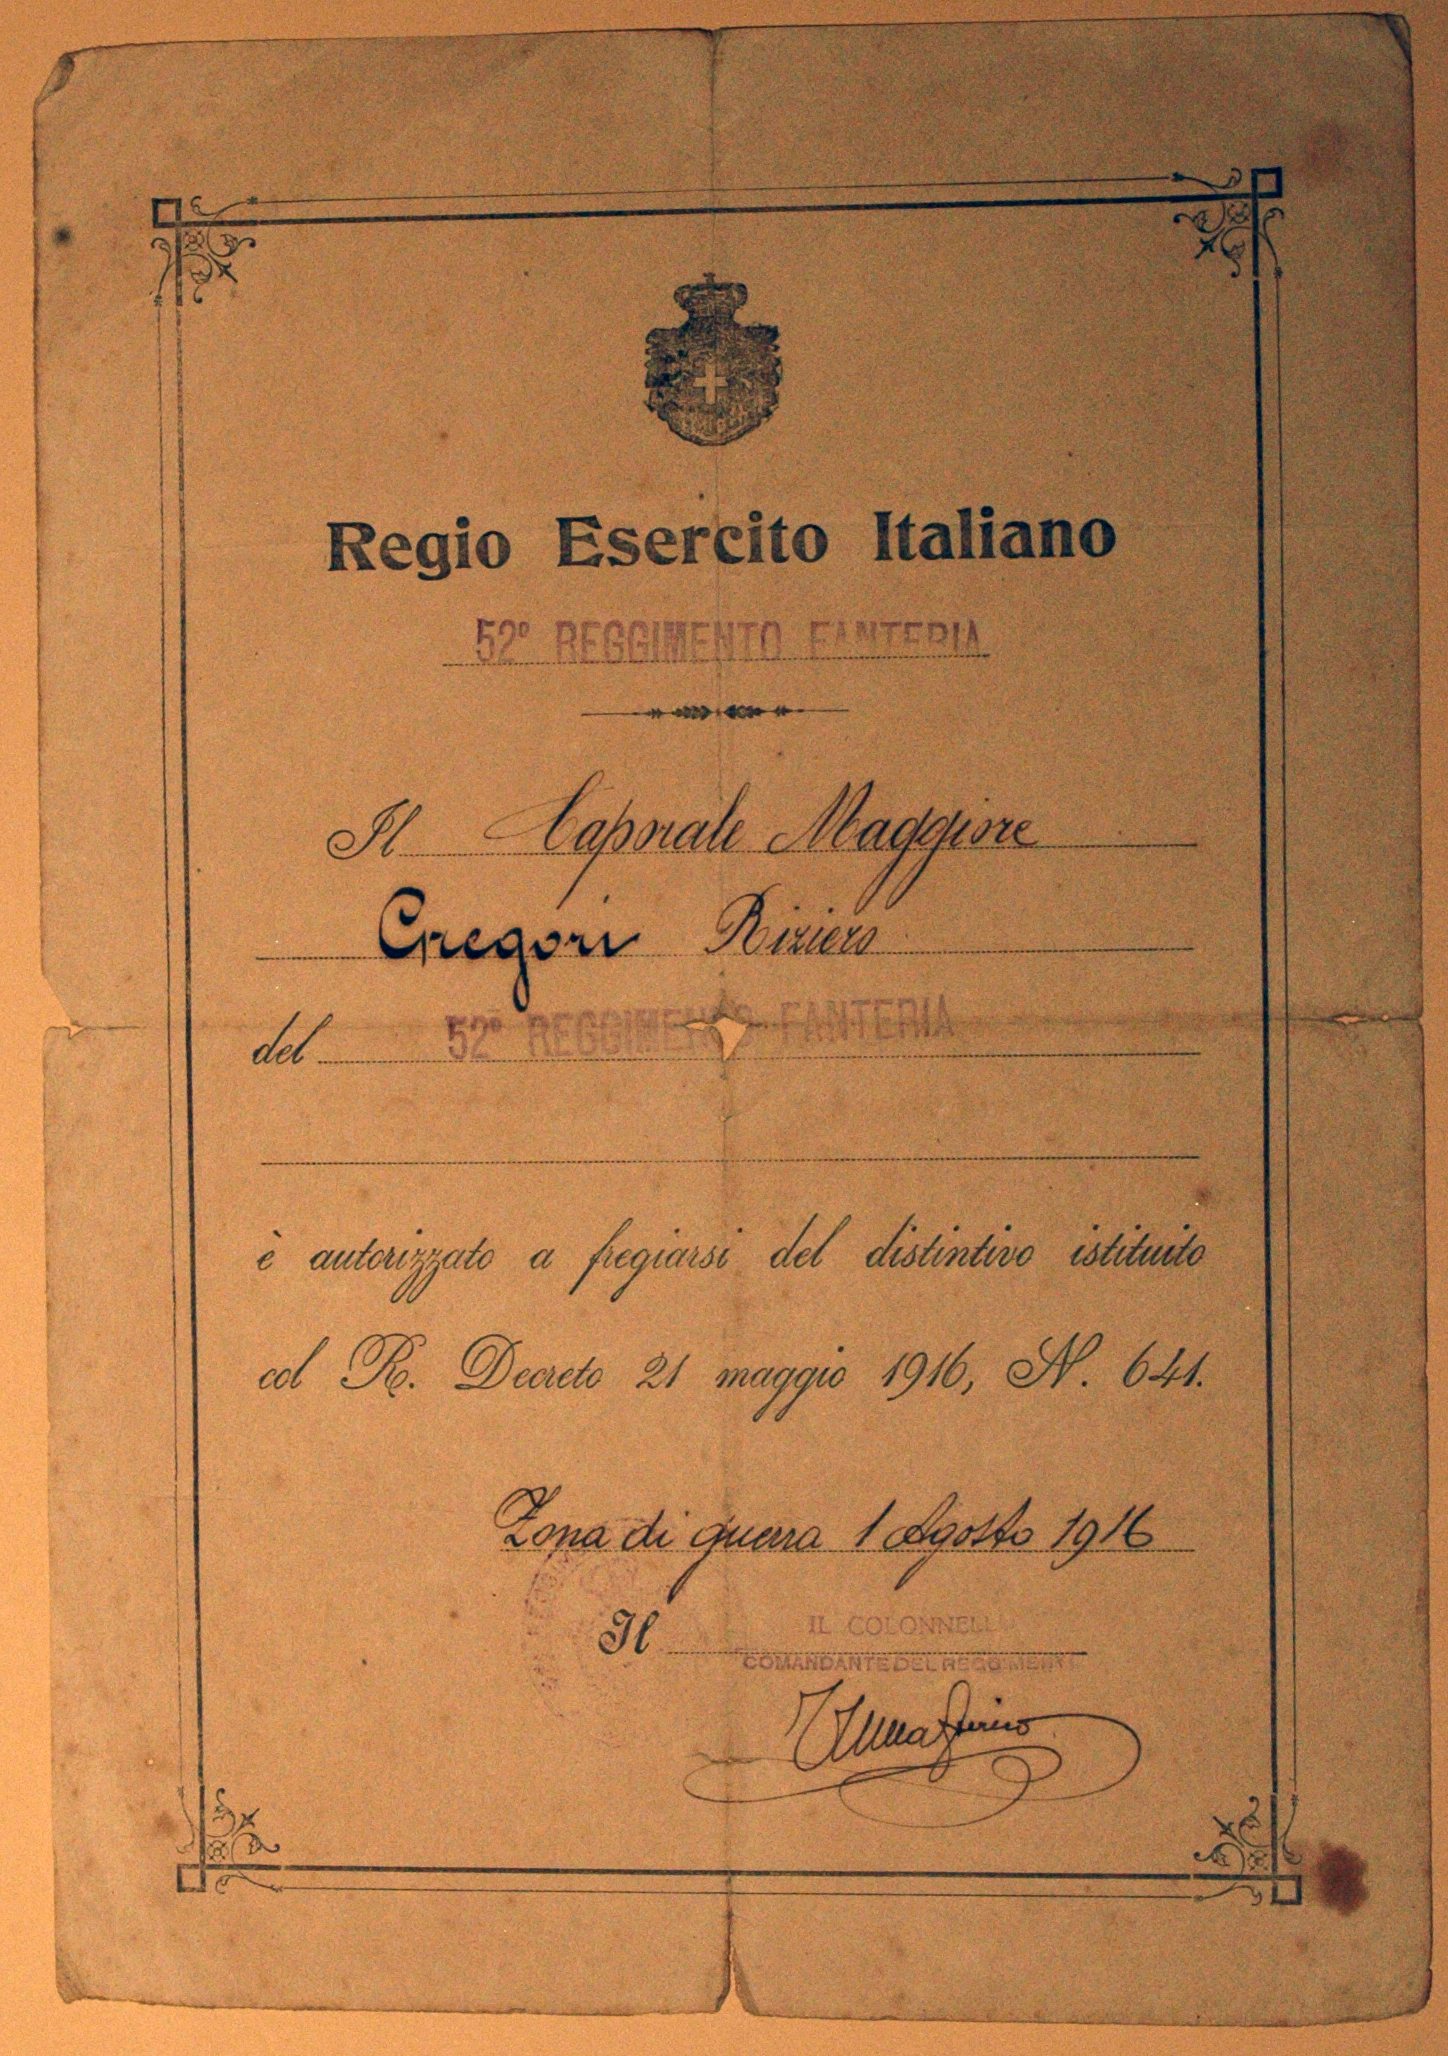 Regio Esercito Italiano
52° REGGIMENTO FANTERIA
Il Caporale Maggiore
Gregori Riziero
del 52° REGGIMENTO FANTERIA
è autorizzato a fregiarsi del distintivo istituito
col R. Decreto 21 maggio 1916, N. 641.
Zona di guerra 1 Agosto 1916
Il IL COLONNELLO
COMANDANTE DEL REGGIMENTO